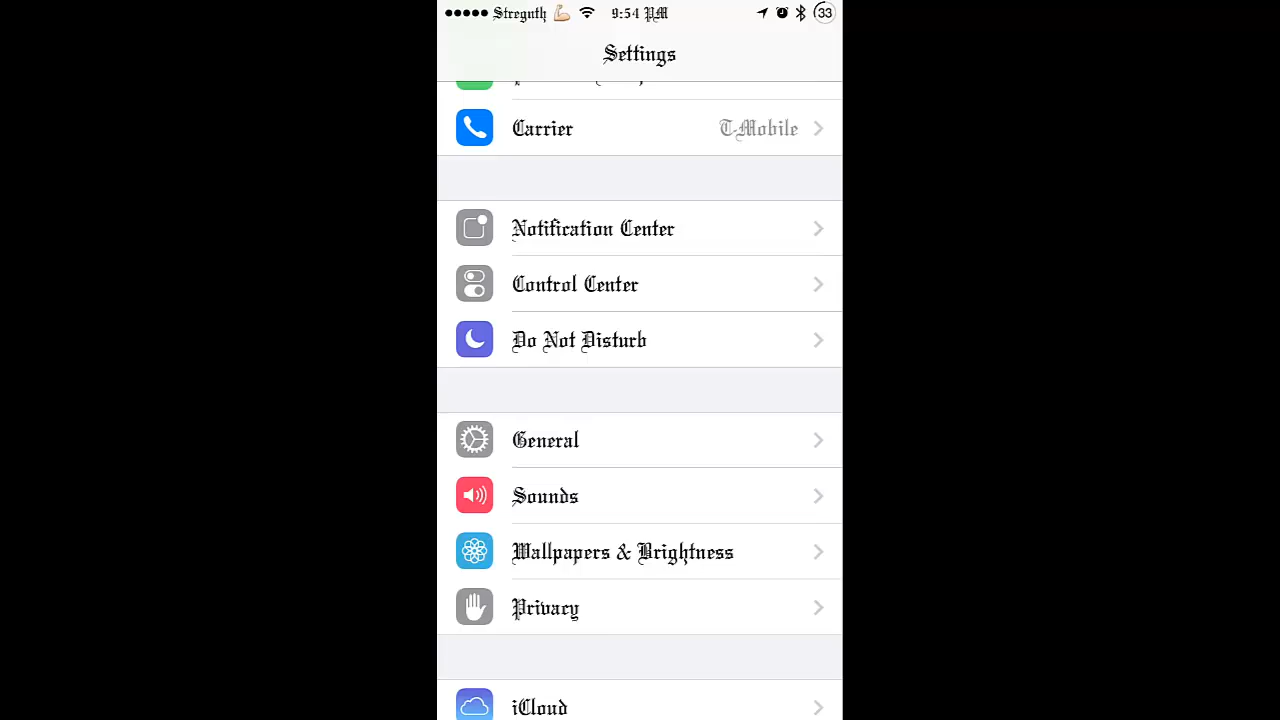 Stregnth 💪 9:54 PM 33
Settings
Carrier T-Mobile
Notification Center
Control Center
Do Not Disturb
General
Sounds
Wallpapers & Brightness
Privacy
iCloud